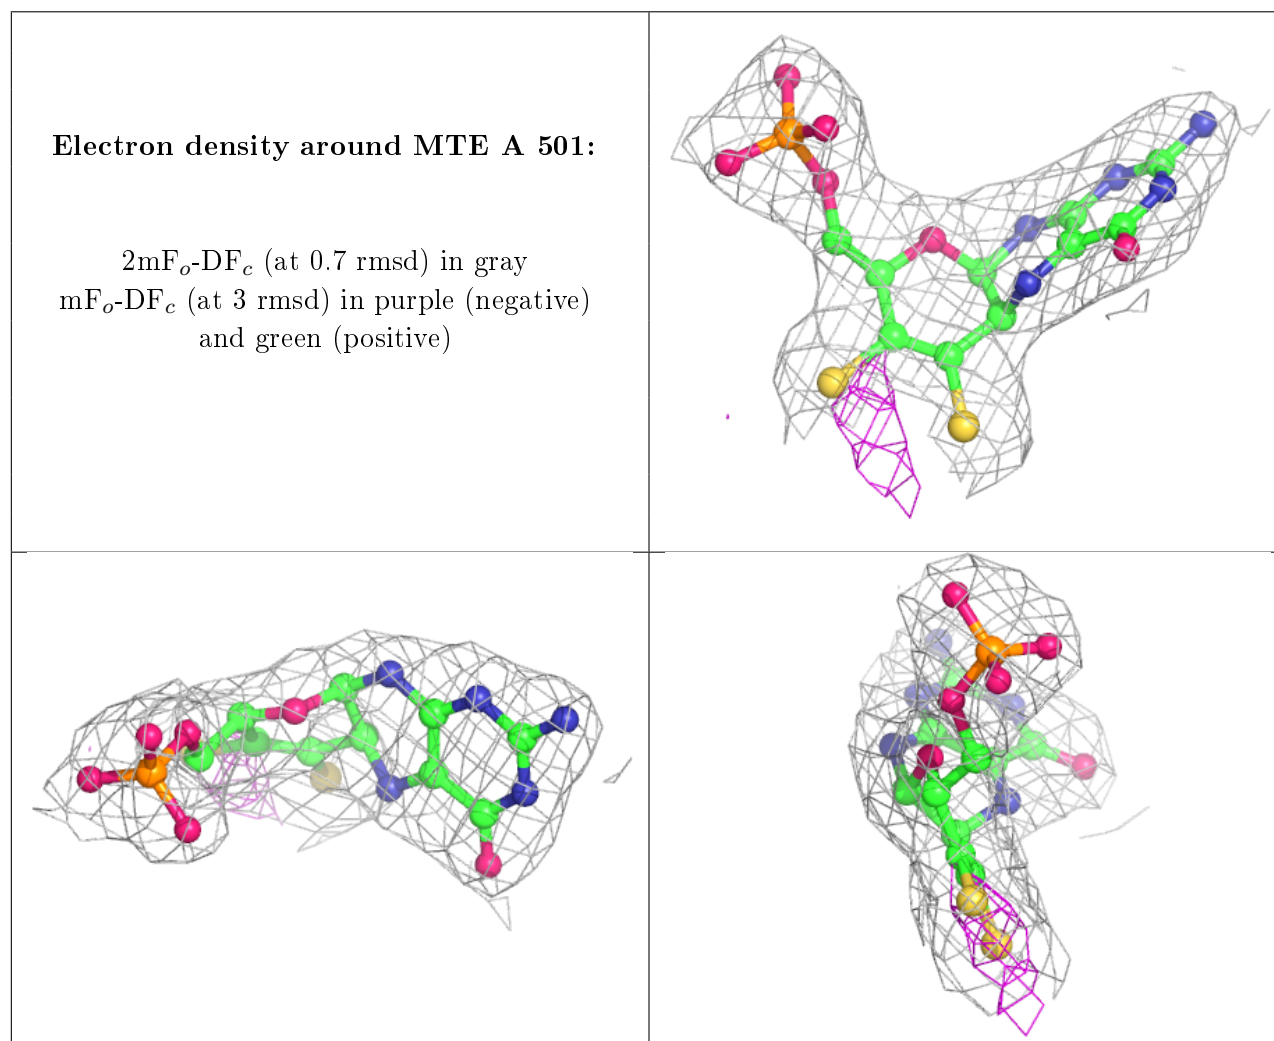 Electron density around MTE A 501:
2mFₒ-DF𝒸 (at 0.7 rmsd) in gray
mFₒ-DF𝒸 (at 3 rmsd) in purple (negative)
and green (positive)